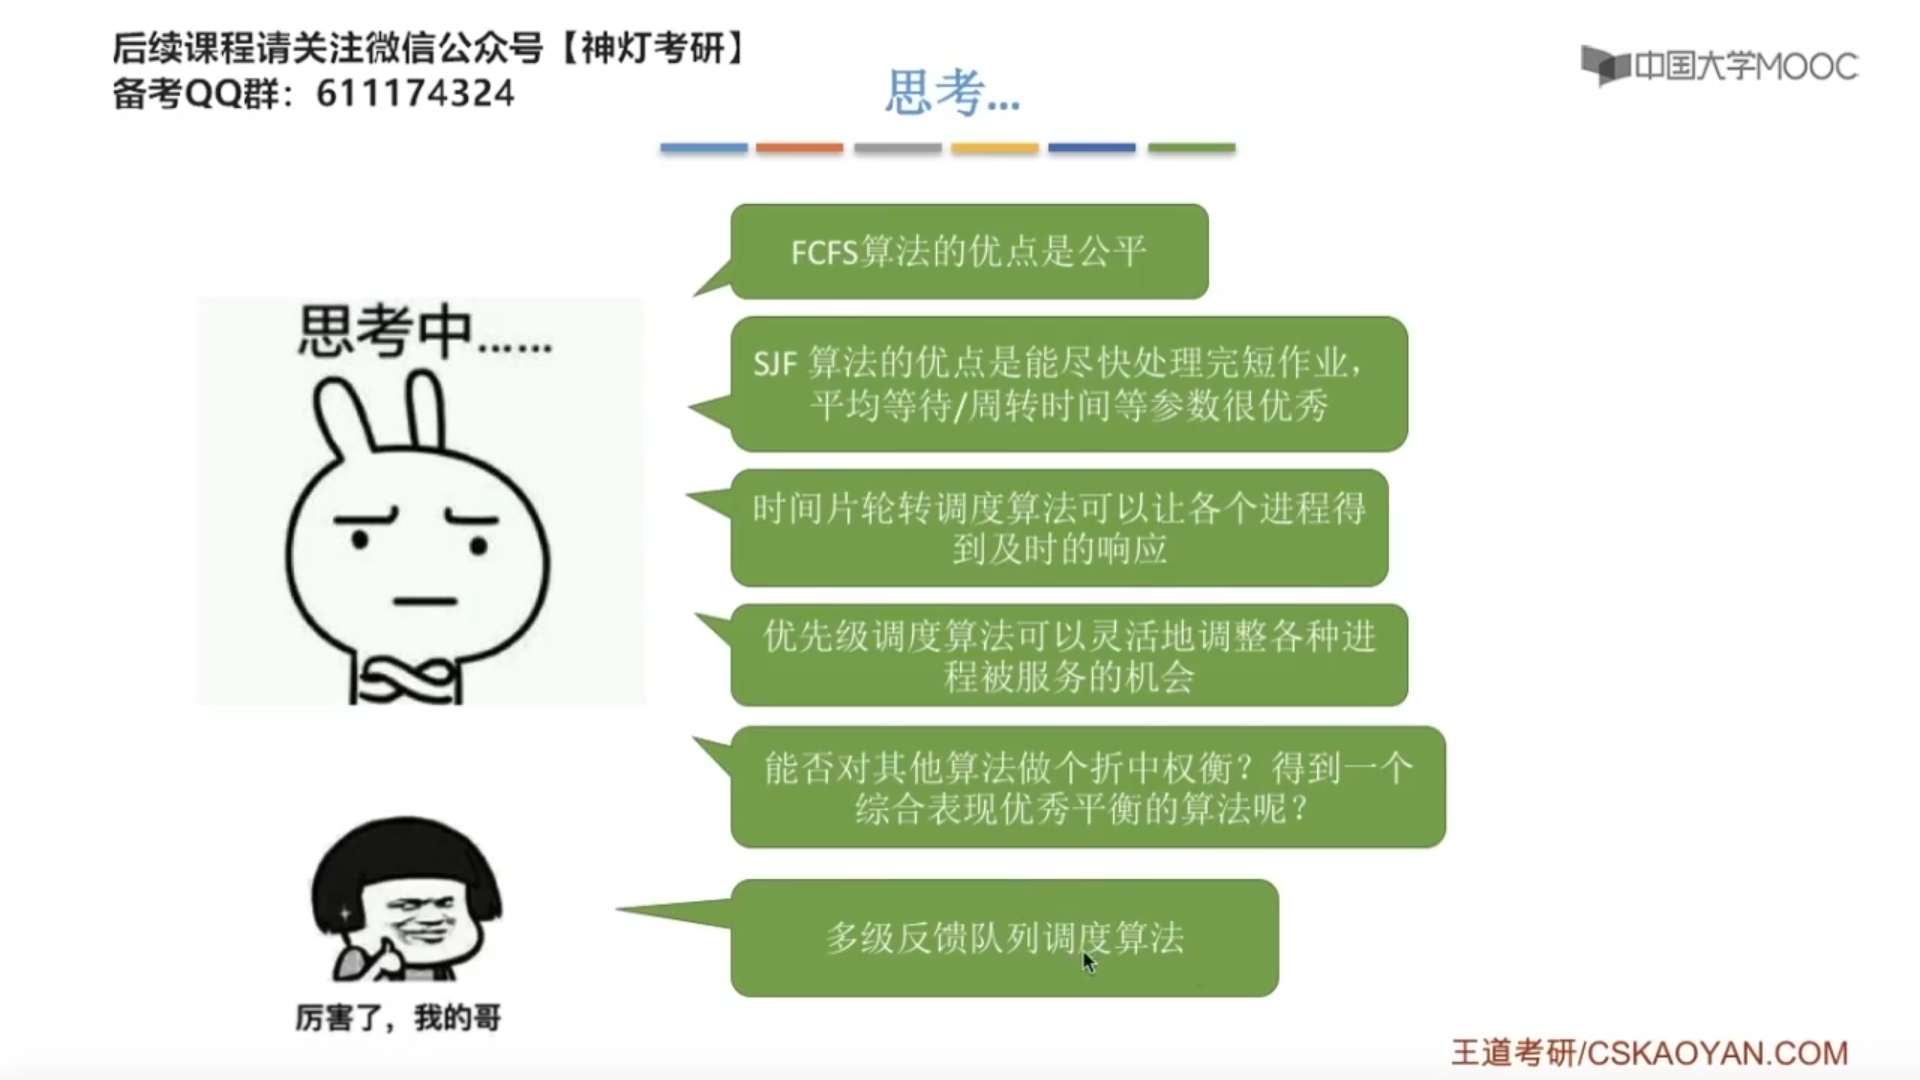 后续课程请关注微信公众号【神灯考研】
备考QQ群：611174324
思考...
中国大学MOOC
FCFS算法的优点是公平
思考中......
SJF 算法的优点是能尽快处理完短作业，
平均等待/周转时间等参数很优秀
时间片轮转调度算法可以让各个进程得
到及时的响应
优先级调度算法可以灵活地调整各种进
程被服务的机会
能否对其他算法做个折中权衡？得到一个
综合表现优秀平衡的算法呢？
多级反馈队列调度算法
厉害了，我的哥
王道考研/CSKAOYAN.COM